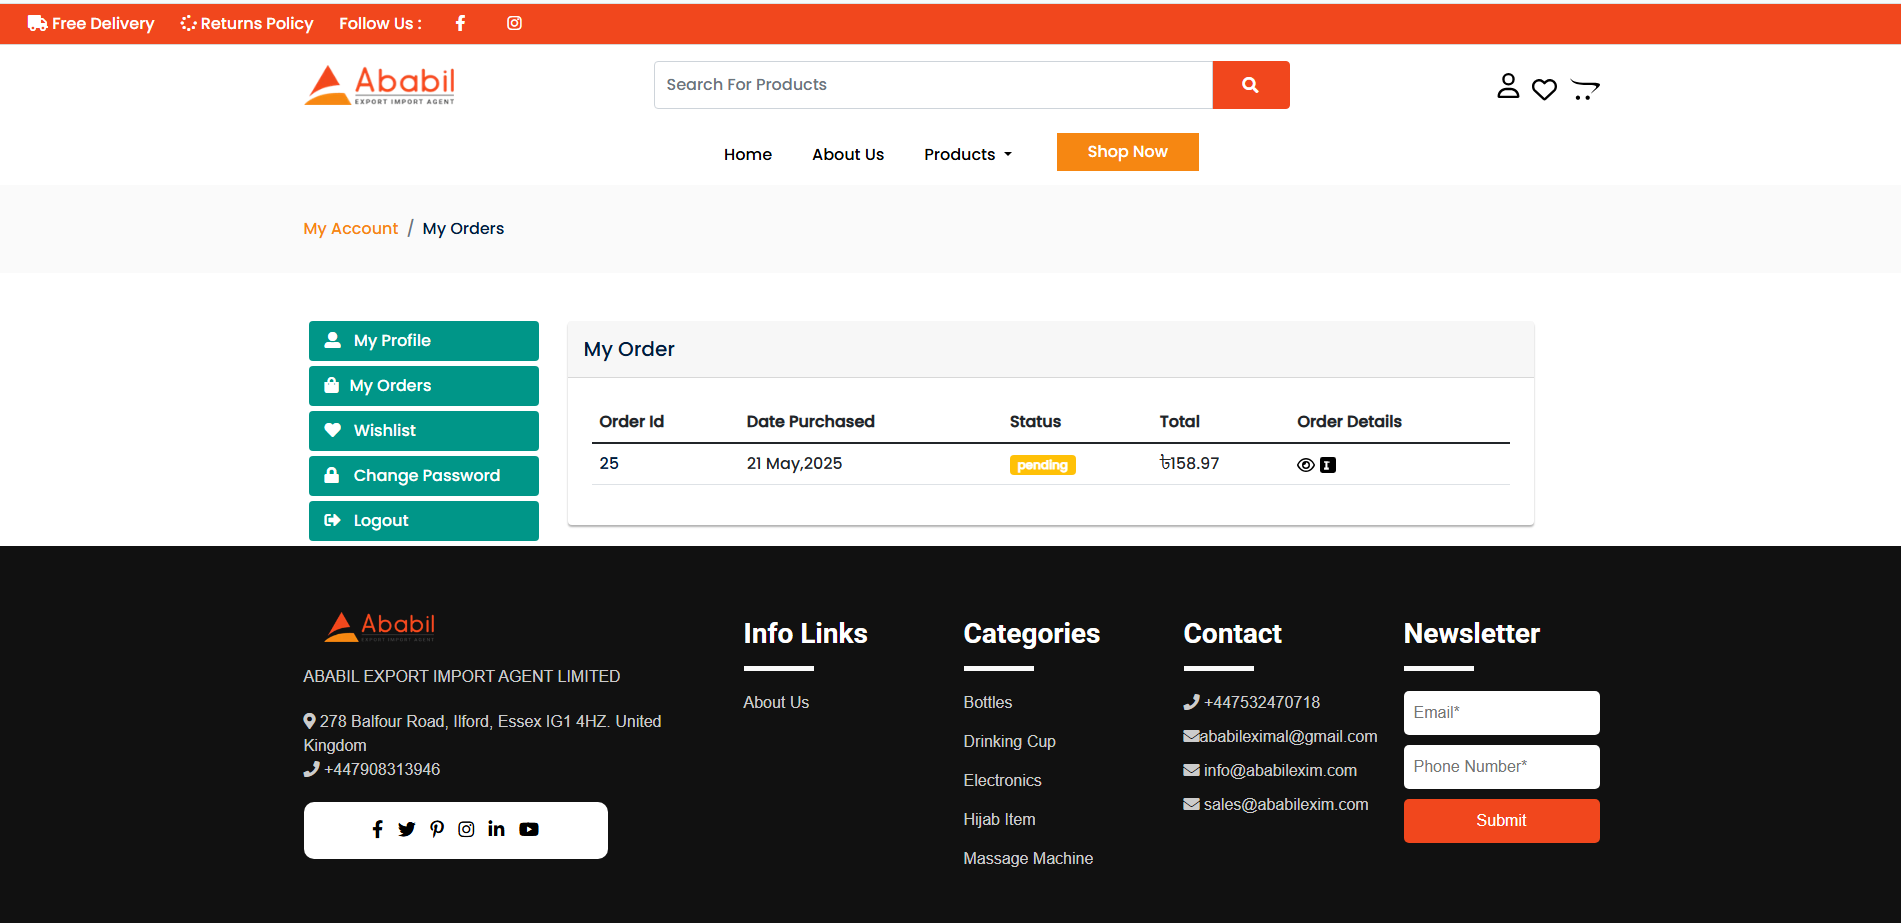 Free Delivery Returns Policy Follow Us :
Ababil
EXPORT IMPORT AGENT
Search For Products
Home About Us Products Shop Now
My Account / My Orders
My Profile
My Orders
Wishlist
Change Password
Logout
My Order
Order Id Date Purchased Status Total Order Details
25 21 May,2025 pending ৳158.97
Ababil
EXPORT IMPORT AGENT
ABABIL EXPORT IMPORT AGENT LIMITED
278 Balfour Road, Ilford, Essex IG1 4HZ. United
Kingdom
+447908313946
Info Links
About Us
Categories
Bottles
Drinking Cup
Electronics
Hijab Item
Massage Machine
Contact
+447532470718
ababileximal@gmail.com
info@ababilexim.com
sales@ababilexim.com
Newsletter
Email*
Phone Number*
Submit